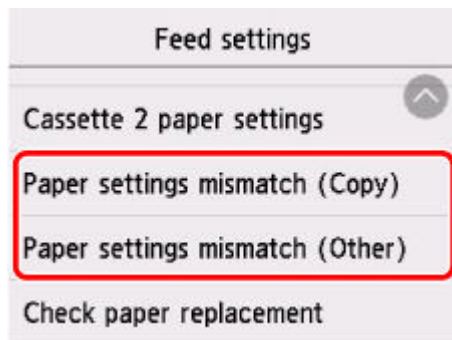 Feed settings
Cassette 2 paper settings
Paper settings mismatch (Copy)
Paper settings mismatch (Other)
Check paper replacement